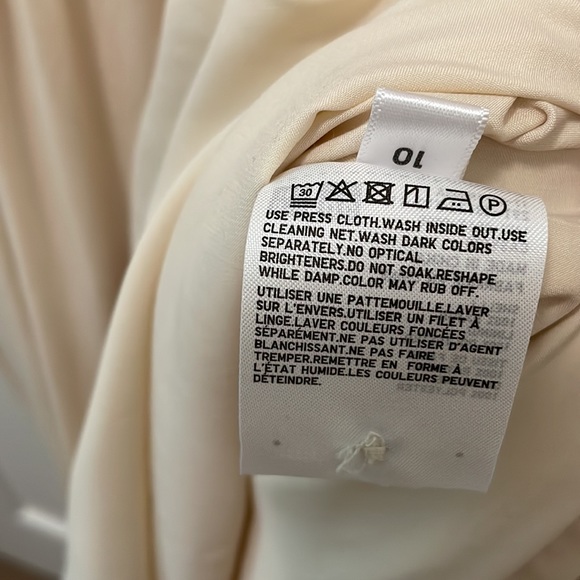 10
30 P
USE PRESS CLOTH.WASH INSIDE OUT.USE
CLEANING NET.WASH DARK COLORS
SEPARATELY.NO OPTICAL
BRIGHTENERS.DO NOT SOAK.RESHAPE
WHILE DAMP.COLOR MAY RUB OFF.
UTILISER UNE PATTEMOUILLE.LAVER
SUR L'ENVERS.UTILISER UN FILET À
LINGE.LAVER COULEURS FONCÉES
SÉPARÉMENT.NE PAS UTILISER D'AGENT
BLANCHISSANT.NE PAS FAIRE
TREMPER.REMETTRE EN FORME À
L'ÉTAT HUMIDE.LES COULEURS PEUVENT
DÉTEINDRE.